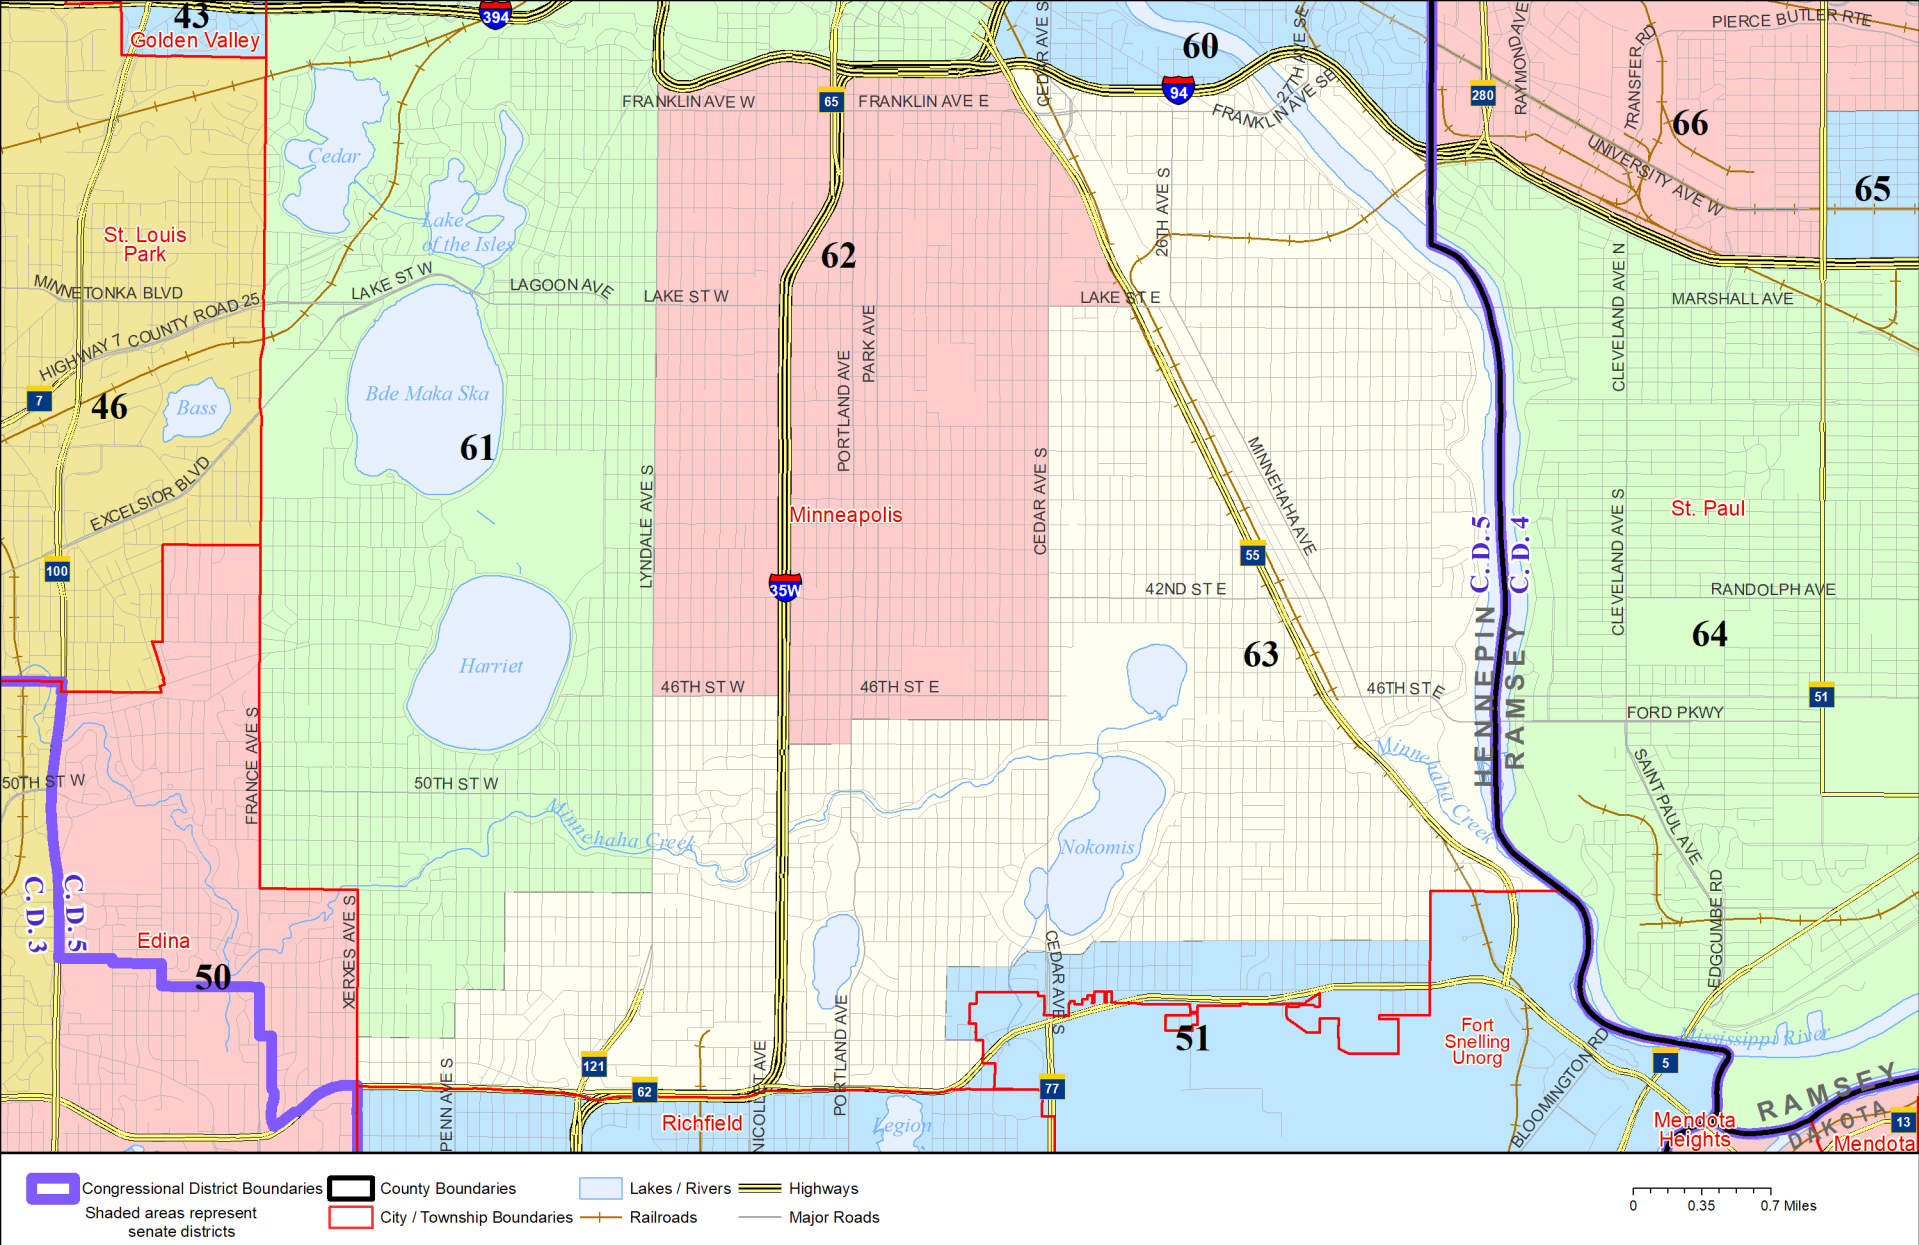 43
Golden Valley
394
60
CEDAR AVE S
27TH AVE SE
RAYMOND AVE
TRANSFER RD
PIERCE BUTLER RTE
FRANKLIN AVE W
65
FRANKLIN AVE E
94
FRANKLIN AVE SE
280
66
Cedar
UNIVERSITY AVE W
65
St. Louis
Park
Lake
of the Isles
62
26TH AVE S
MINNETONKA BLVD
LAKE ST W
LAGOON AVE
LAKE ST W
LAKE ST E
MARSHALL AVE
HIGHWAY 7
COUNTY ROAD 25
PARK AVE
CLEVELAND AVE N
7
46
Bass
Bde Maka Ska
61
PORTLAND AVE
EXCELSIOR BLVD
LYNDALE AVE S
CEDAR AVE S
MINNEHAHA AVE
Minneapolis
St. Paul
C. D. 5
C. D. 4
CLEVELAND AVE S
100
35W
55
42ND ST E
RANDOLPH AVE
Harriet
63
64
HENNEPIN
RAMSEY
46TH ST W
46TH ST E
46TH ST E
51
FORD PKWY
FRANCE AVE S
50TH ST W
50TH ST W
Minnehaha Creek
Minnehaha Creek
SAINT PAUL AVE
Nokomis
C. D. 3
C. D. 5
Edina
50
XERXES AVE S
CEDAR AVE S
EDGCUMBE RD
51
Fort
Snelling
Unorg
Mississippi River
PORTLAND AVE
NICOLLET AVE
PENN AVE S
121
62
77
5
BLOOMINGTON RD
Richfield
Legion
Mendota
Heights
RAMSEY
DAKOTA
13
Mendota
Congressional District Boundaries
County Boundaries
Lakes / Rivers
Highways
Shaded areas represent
senate districts
City / Township Boundaries
Railroads
Major Roads
0
0.35
0.7 Miles